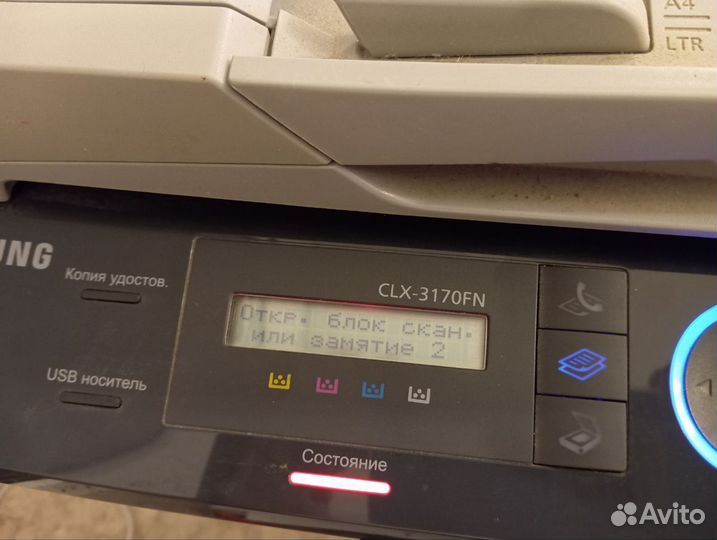 A4
LTR
UNG
Копия удостов.
CLX-3170FN
Откр. блок скан.
или замятие 2
USB носитель
Состояние
Avito